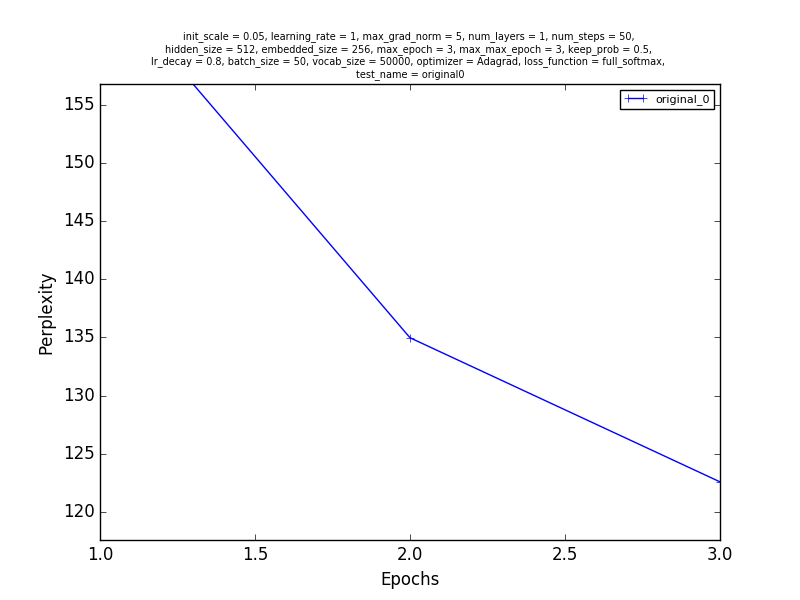 init_scale = 0.05, learning_rate = 1, max_grad_norm = 5, num_layers = 1, num_steps = 50,
hidden_size = 512, embedded_size = 256, max_epoch = 3, max_max_epoch = 3, keep_prob = 0.5,
lr_decay = 0.8, batch_size = 50, vocab_size = 50000, optimizer = Adagrad, loss_function = full_softmax,
test_name = original0
original_0
155
150
145
140
135
130
125
120
Perplexity
1.0 1.5 2.0 2.5 3.0
Epochs